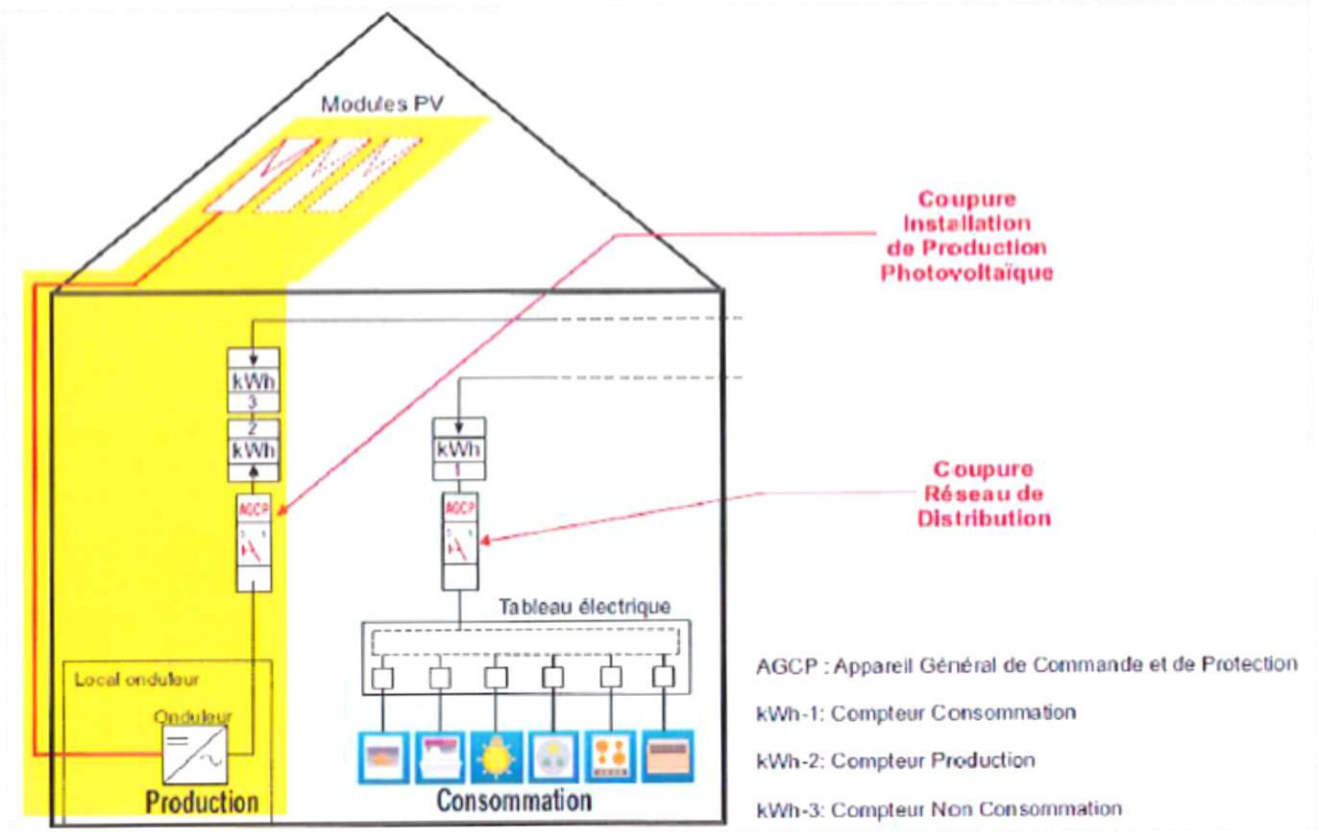 Modules PV
Coupure
Installation
de Production
Photovoltaïque
kWh
3
2
kWh
kWh
1
AGCP
AGCP
Coupure
Réseau de
Distribution
Tableau électrique
Local onduleur
Onduleur
Production
Consommation
AGCP : Appareil Général de Commande et de Protection
kWh-1: Compteur Consommation
kWh-2: Compteur Production
kWh-3: Compteur Non Consommation